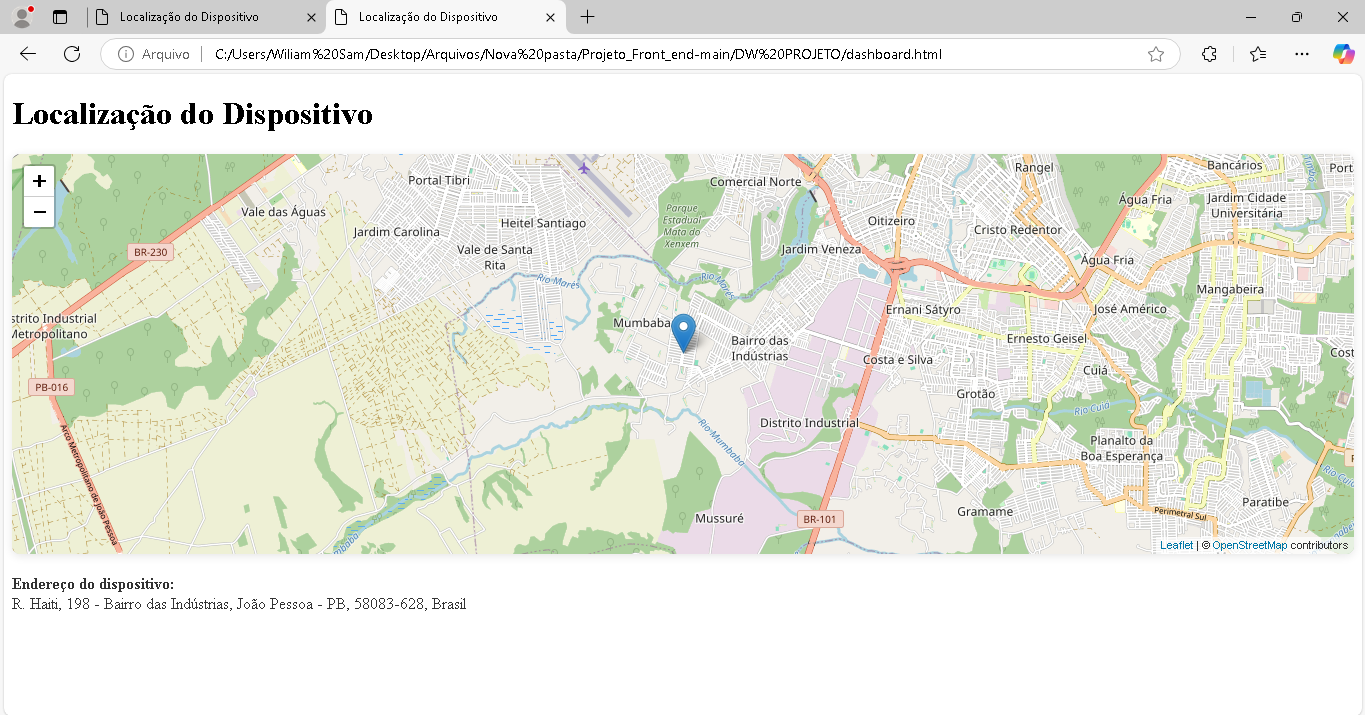 Localização do Dispositivo
Localização do Dispositivo
Arquivo
C:/Users/Wiliam%20Sam/Desktop/Arquivos/Nova%20pasta/Projeto_Front_end-main/DW%20PROJETO/dashboard.html
Localização do Dispositivo
+
−
Portal Tibri
Comercial Norte
Rangel
Bancários
Port
Vale das Águas
Heitel Santiago
Parque
Estadual
Mata do
Xenxem
Oitizeiro
Água Fria
Jardim Cidade
Universitária
Jardim Carolina
Cristo Redentor
BR-230
Vale de Santa
Rita
Jardim Veneza
Água Fria
Rio Marés
Rio Marés
Mangabeira
strito Industrial
Metropolitano
Mumbaba
Ernani Sátyro
José Américo
Bairro das
Indústrias
Ernesto Geisel
Cost
Costa e Silva
Cuiá
PB-016
Grotão
Rio Cuiá
Arco Metropolitano de João Pessoa
Rio Mumbaba
Distrito Industrial
Planalto da
Boa Esperança
Rio Cuiá
Mussuré
BR-101
Gramame
Perimetral Sul
Paratibe
Mumbaba
Leaflet | © OpenStreetMap contributors
Endereço do dispositivo:
R. Haiti, 198 - Bairro das Indústrias, João Pessoa - PB, 58083-628, Brasil